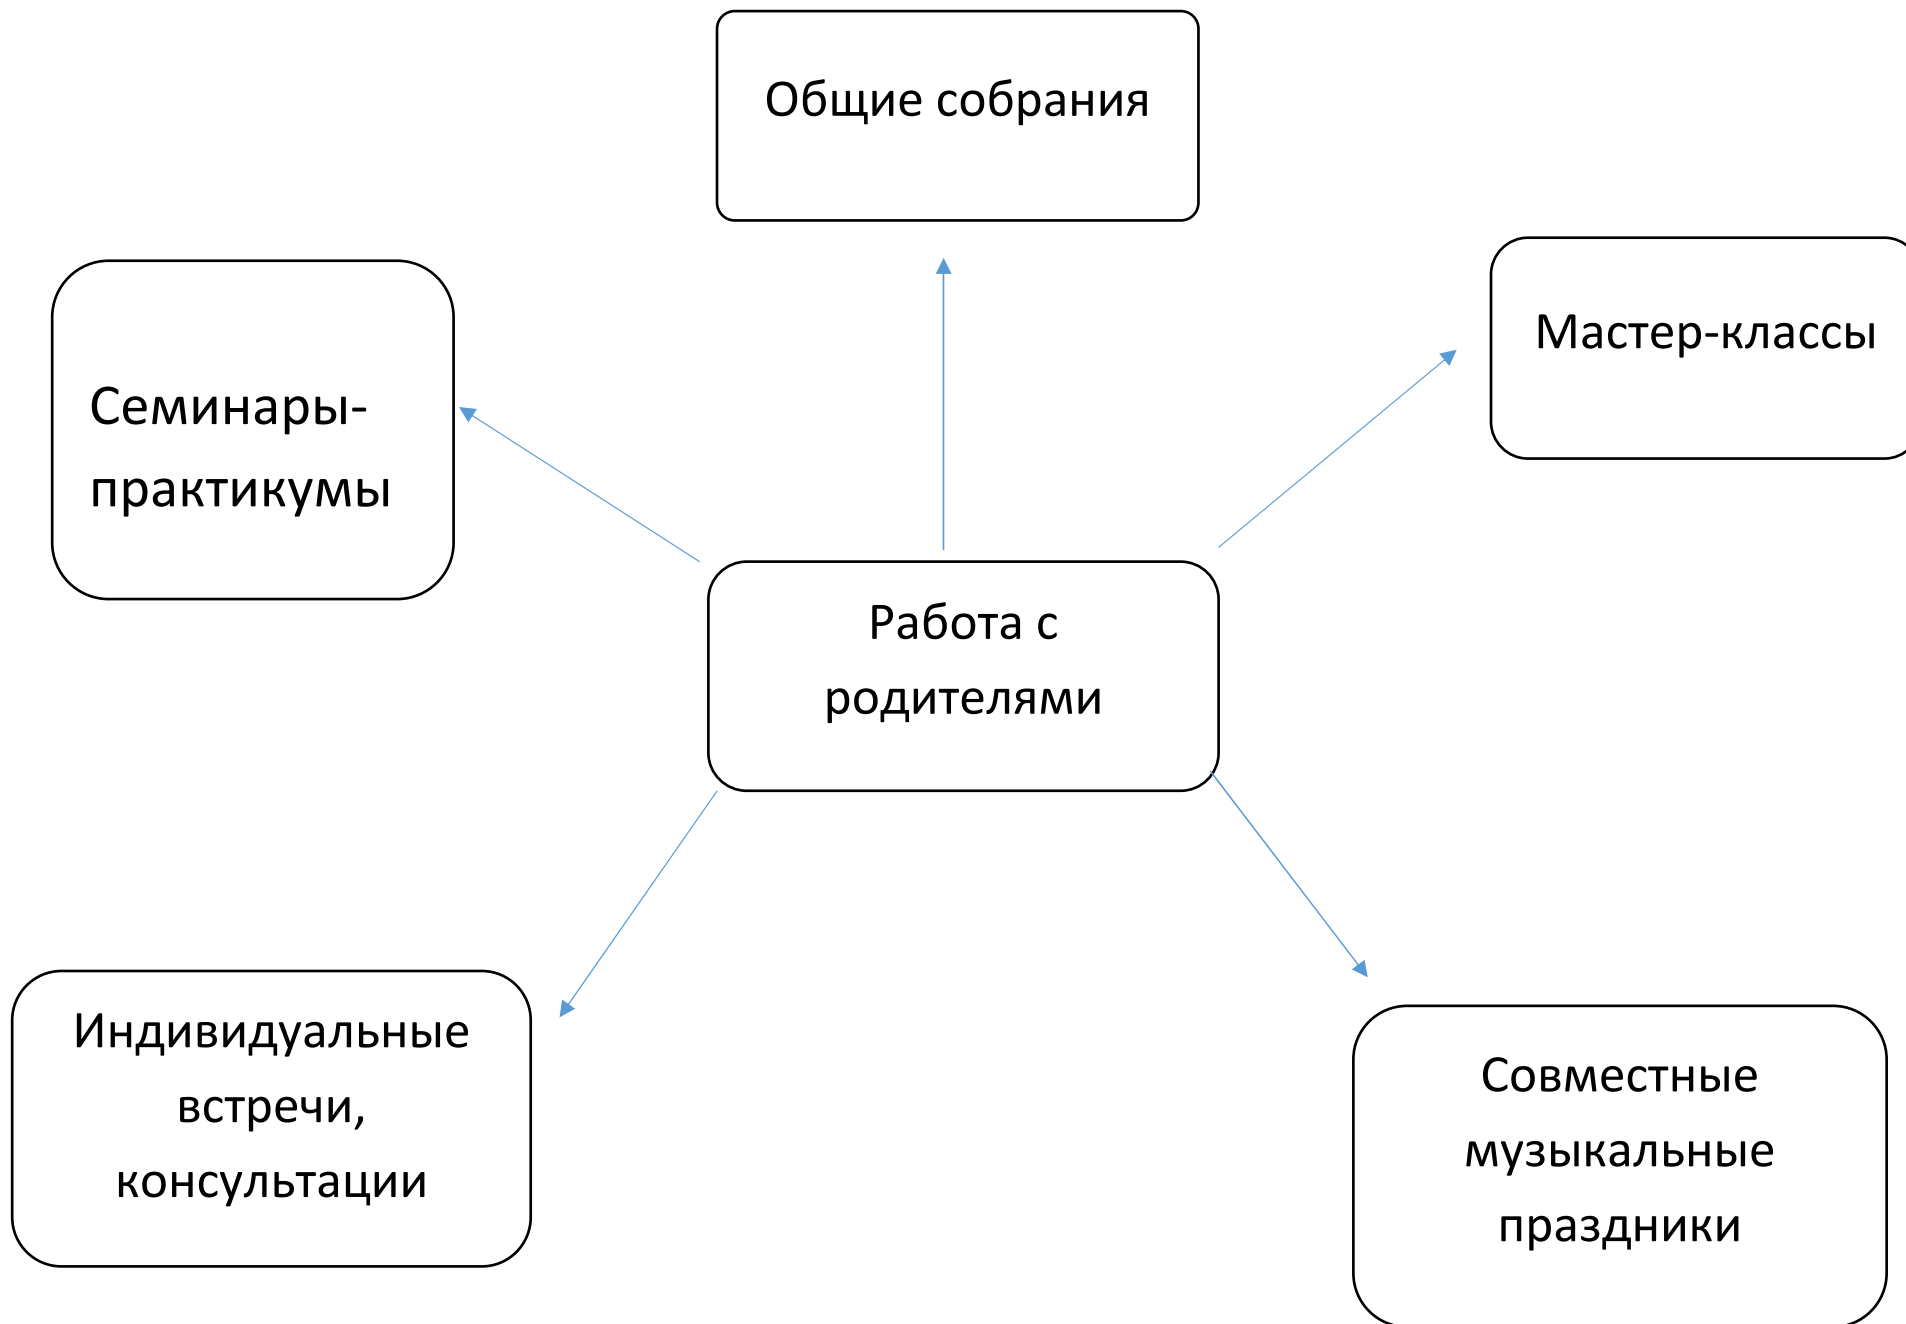 Общие собрания
Мастер-классы
Семинары-
практикумы
Работа с
родителями
Индивидуальные
встречи,
консультации
Совместные
музыкальные
праздники